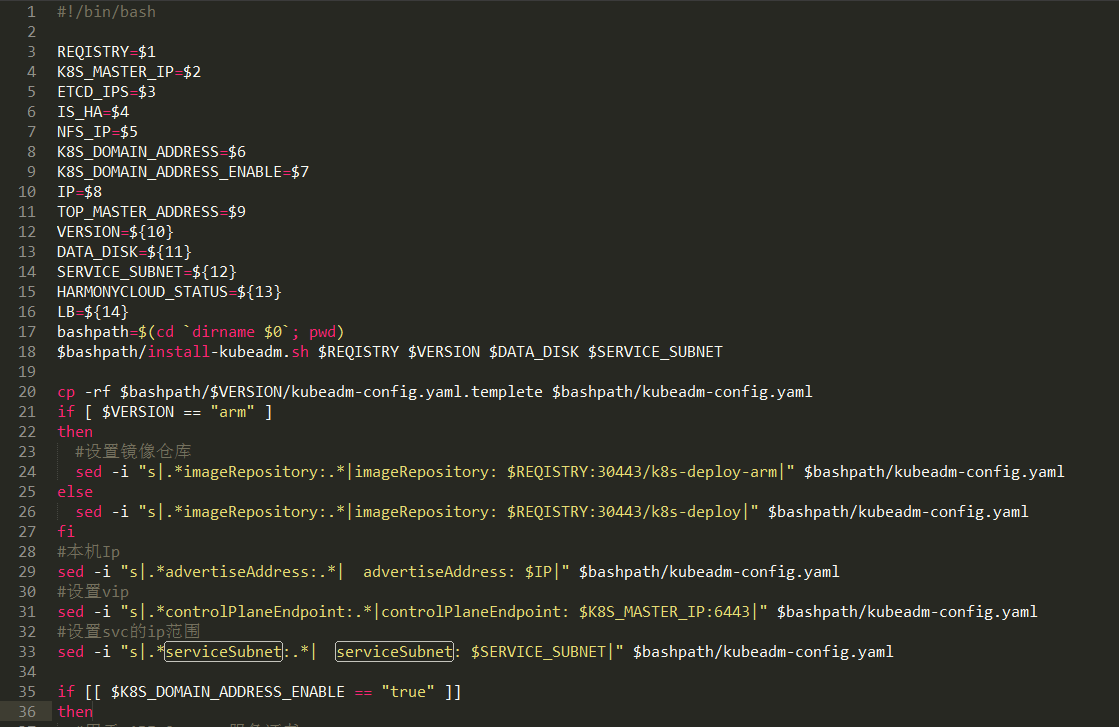 1 #!/bin/bash
2
3 REQISTRY=$1
4 K8S_MASTER_IP=$2
5 ETCD_IPS=$3
6 IS_HA=$4
7 NFS_IP=$5
8 K8S_DOMAIN_ADDRESS=$6
9 K8S_DOMAIN_ADDRESS_ENABLE=$7
10 IP=$8
11 TOP_MASTER_ADDRESS=$9
12 VERSION=${10}
13 DATA_DISK=${11}
14 SERVICE_SUBNET=${12}
15 HARMONYCLOUD_STATUS=${13}
16 LB=${14}
17 bashpath=$(cd `dirname $0`; pwd)
18 $bashpath/install-kubeadm.sh $REQISTRY $VERSION $DATA_DISK $SERVICE_SUBNET
19
20 cp -rf $bashpath/$VERSION/kubeadm-config.yaml.templete $bashpath/kubeadm-config.yaml
21 if [ $VERSION == "arm" ]
22 then
23   #设置镜像仓库
24   sed -i "s|.*imageRepository:.*|imageRepository: $REQISTRY:30443/k8s-deploy-arm|" $bashpath/kubeadm-config.yaml
25 else
26   sed -i "s|.*imageRepository:.*|imageRepository: $REQISTRY:30443/k8s-deploy|" $bashpath/kubeadm-config.yaml
27 fi
28 #本机Ip
29 sed -i "s|.*advertiseAddress:.*|  advertiseAddress: $IP|" $bashpath/kubeadm-config.yaml
30 #设置vip
31 sed -i "s|.*controlPlaneEndpoint:.*|controlPlaneEndpoint: $K8S_MASTER_IP:6443|" $bashpath/kubeadm-config.yaml
32 #设置svc的ip范围
33 sed -i "s|.*serviceSubnet:.*|  serviceSubnet: $SERVICE_SUBNET|" $bashpath/kubeadm-config.yaml
34
35 if [[ $K8S_DOMAIN_ADDRESS_ENABLE == "true" ]]
36 then